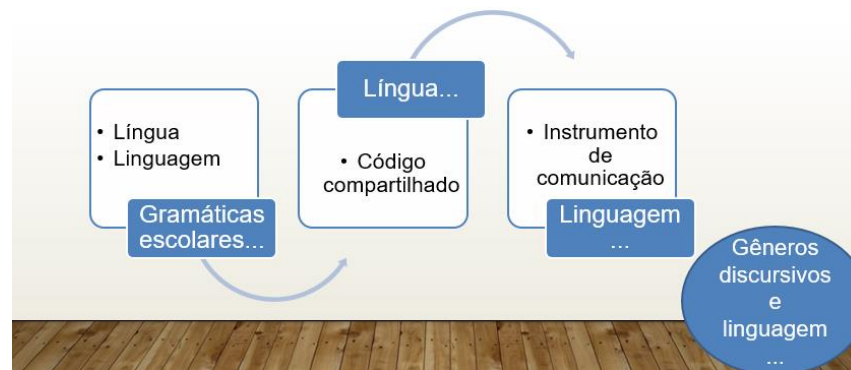 • Língua
• Linguagem
Gramáticas
escolares...
Língua...
• Código
compartilhado
• Instrumento
de
comunicação
Linguagem
...
Gêneros
discursivos
e
linguagem
...